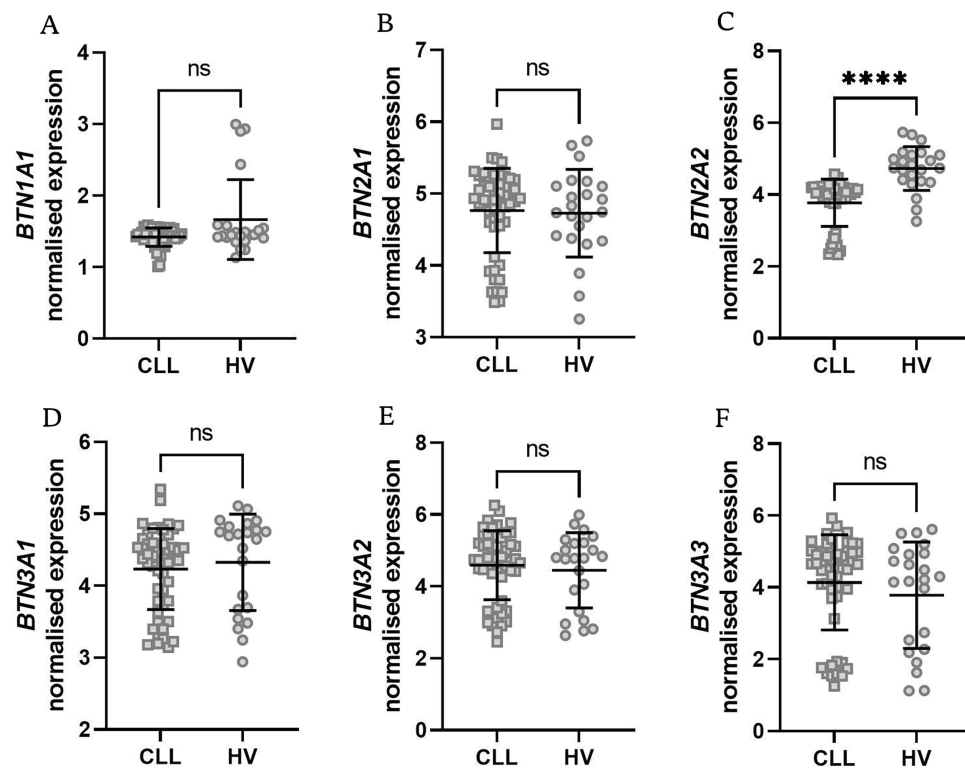 A
BTN1A1
normalised expression
4
3
2
1
0
ns
CLL HV
B
BTN2A1
normalised expression
7
6
5
4
3
ns
CLL HV
C
BTN2A2
normalised expression
8
6
4
2
0
****
CLL HV
D
BTN3A1
normalised expression
6
5
4
3
2
ns
CLL HV
E
BTN3A2
normalised expression
8
6
4
2
0
ns
CLL HV
F
BTN3A3
normalised expression
8
6
4
2
0
ns
CLL HV